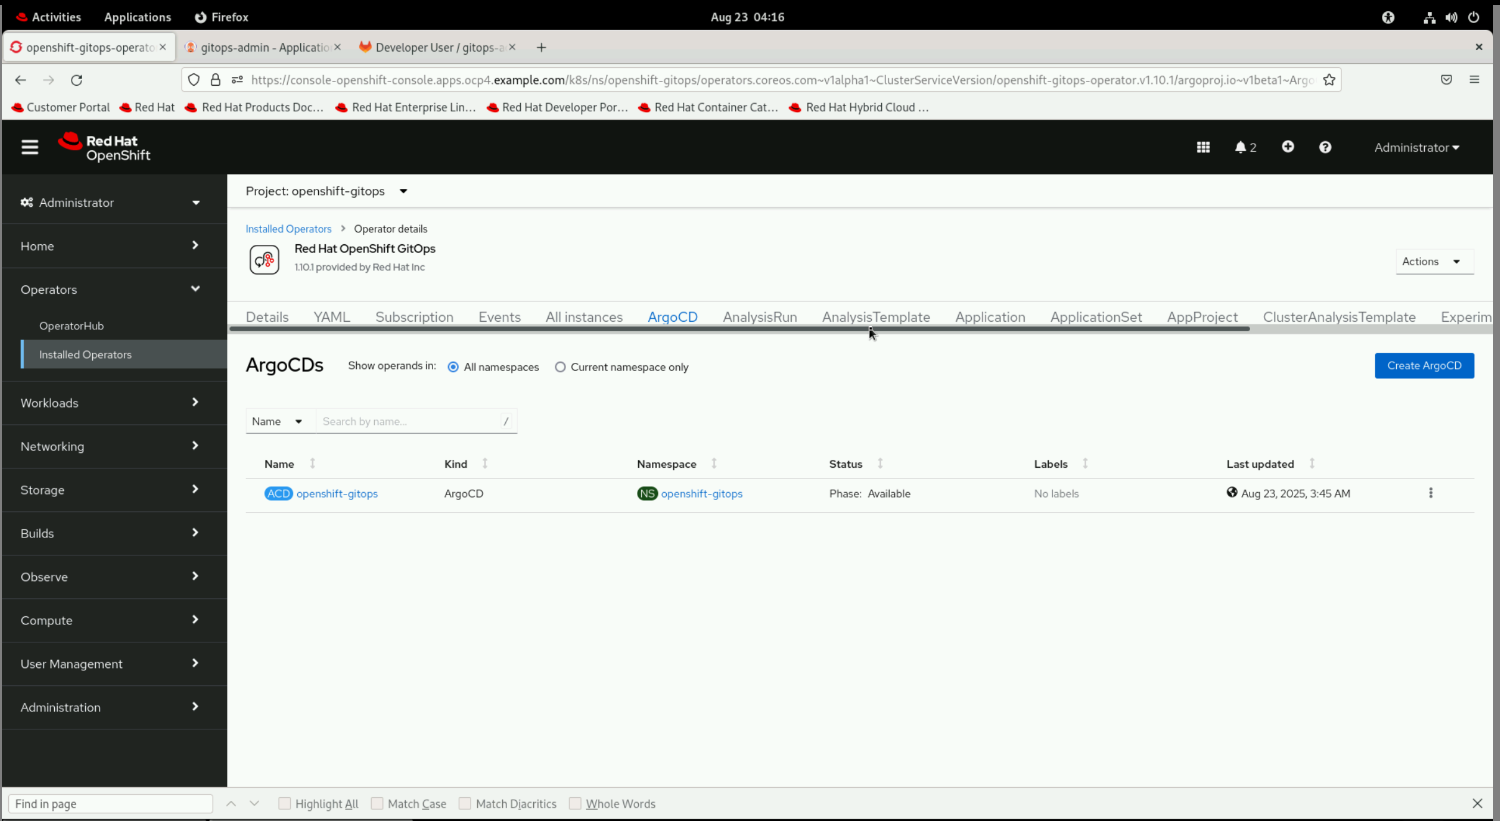 Activities Applications Firefox Aug 23 04:16
openshift-gitops-operato gitops-admin - Applicatio Developer User / gitops-a
https://console-openshift-console.apps.ocp4.example.com/k8s/ns/openshift-gitops/operators.coreos.com~v1alpha1~ClusterServiceVersion/openshift-gitops-operator.v1.10.1/argoproj.io~v1beta1~Argo
Customer Portal Red Hat Red Hat Products Doc... Red Hat Enterprise Lin... Red Hat Developer Por... Red Hat Container Cat... Red Hat Hybrid Cloud ...
Red Hat
OpenShift
2 Administrator
Project: openshift-gitops
Administrator
Home
Operators
OperatorHub
Installed Operators
Workloads
Networking
Storage
Builds
Observe
Compute
User Management
Administration
Installed Operators > Operator details
Red Hat OpenShift GitOps
1.10.1 provided by Red Hat Inc
Actions
Details YAML Subscription Events All instances ArgoCD AnalysisRun AnalysisTemplate Application ApplicationSet AppProject ClusterAnalysisTemplate Experim
ArgoCDs Show operands in: All namespaces Current namespace only Create ArgoCD
Name Search by name... /
Name Kind Namespace Status Labels Last updated
ACD openshift-gitops ArgoCD NS openshift-gitops Phase: Available No labels Aug 23, 2025, 3:45 AM
Find in page Highlight All Match Case Match Diacritics Whole Words